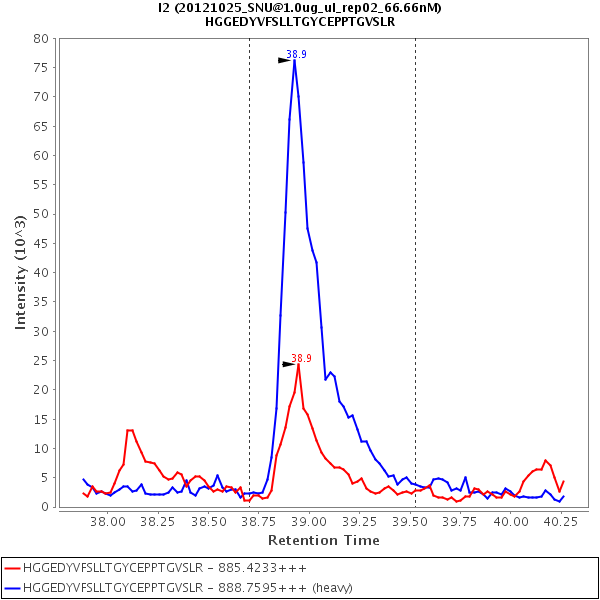 I2 (20121025_SNU@1.0ug_ul_rep02_66.66nM)
HGGEDYVFSLLTGYCEPPTGVSLR
80
75
70
65
60
55
50
45
40
35
30
25
20
15
10
5
0
Intensity (10^3)
38.9
38.9
38.00 38.25 38.50 38.75 39.00 39.25 39.50 39.75 40.00 40.25
Retention Time
HGGEDYVFSLLTGYCEPPTGVSLR - 885.4233+++
HGGEDYVFSLLTGYCEPPTGVSLR - 888.7595+++ (heavy)